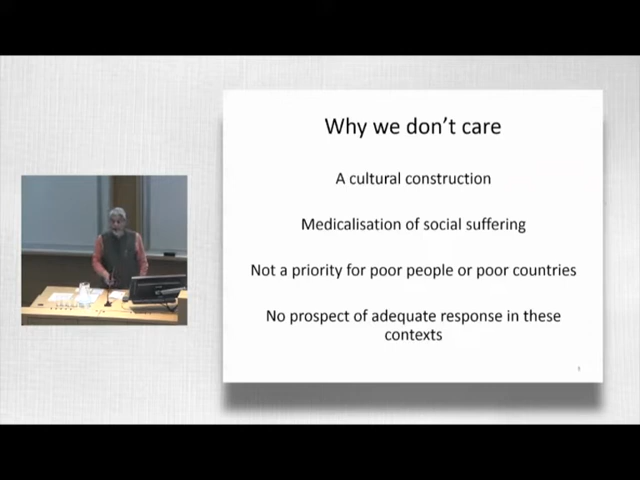 Why we don't care
A cultural construction
Medicalisation of social suffering
Not a priority for poor people or poor countries
No prospect of adequate response in these
contexts